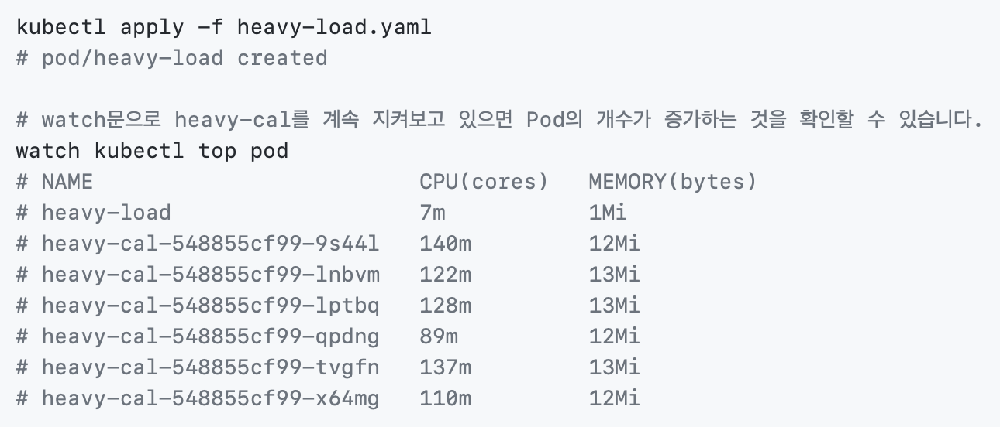 kubectl apply -f heavy-load.yaml
# pod/heavy-load created
# watch문으로 heavy-cal를 계속 지켜보고 있으면 Pod의 개수가 증가하는 것을 확인할 수 있습니다.
watch kubectl top pod
# NAME CPU(cores) MEMORY(bytes)
# heavy-load 7m 1Mi
# heavy-cal-548855cf99-9s44l 140m 12Mi
# heavy-cal-548855cf99-lnbvm 122m 13Mi
# heavy-cal-548855cf99-lptbq 128m 13Mi
# heavy-cal-548855cf99-qpdng 89m 12Mi
# heavy-cal-548855cf99-tvgfn 137m 13Mi
# heavy-cal-548855cf99-x64mg 110m 12Mi